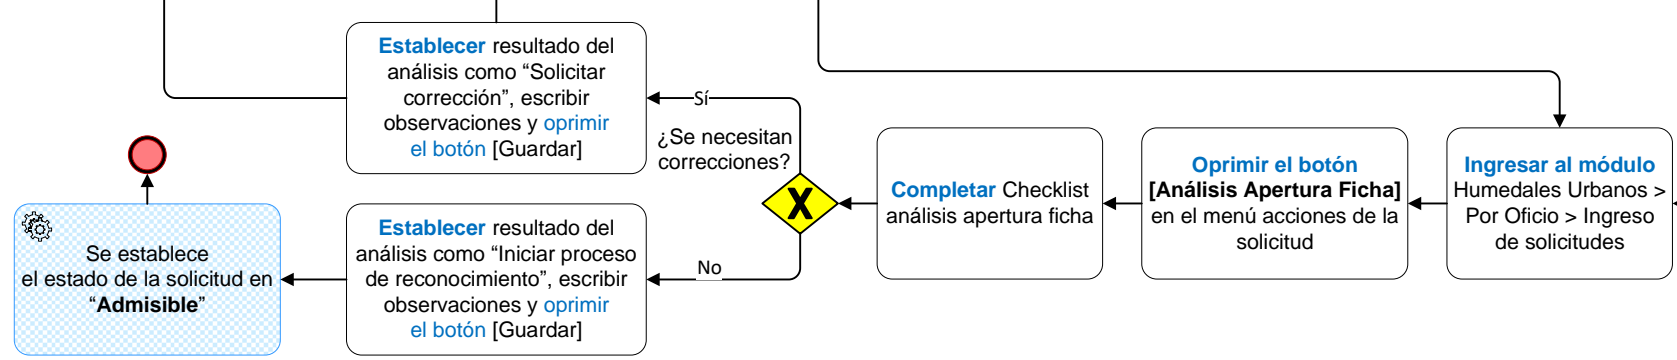 Establecer resultado del
análisis como “Solicitar
corrección”, escribir
observaciones y oprimir
el botón [Guardar]
Sí
¿Se necesitan
correcciones?
X
Completar Checklist
análisis apertura ficha
Oprimir el botón
[Análisis Apertura Ficha]
en el menú acciones de la
solicitud
Ingresar al módulo
Humedales Urbanos >
Por Oficio > Ingreso
de solicitudes
Se establece
el estado de la solicitud en
“Admisible”
Establecer resultado del
análisis como “Iniciar proceso
de reconocimiento”, escribir
observaciones y oprimir
el botón [Guardar]
No